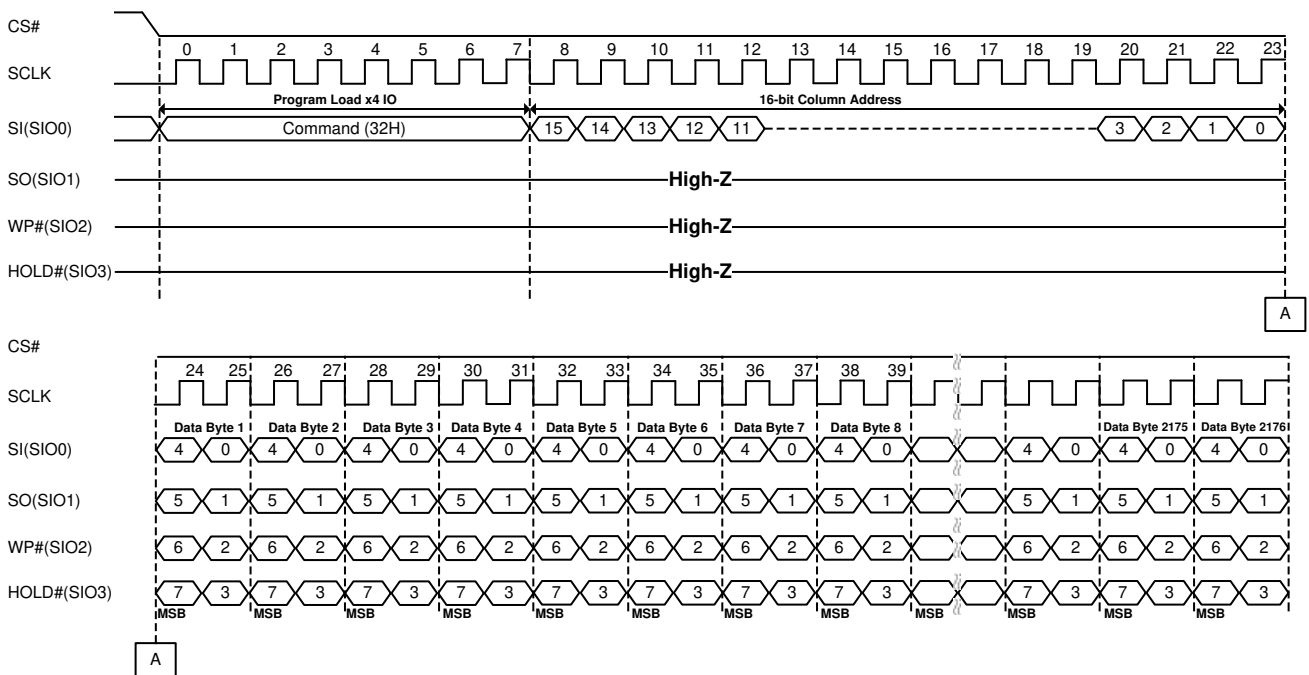 CS#
0 1 2 3 4 5 6 7 8 9 10 11 12 13 14 15 16 17 18 19 20 21 22 23
SCLK
Program Load x4 IO 16-bit Column Address
SI(SIO0) Command (32H) 15 14 13 12 11 3 2 1 0
SO(SIO1) High-Z
WP#(SIO2) High-Z
HOLD#(SIO3) High-Z
A
CS#
24 25 26 27 28 29 30 31 32 33 34 35 36 37 38 39
SCLK
Data Byte 1 Data Byte 2 Data Byte 3 Data Byte 4 Data Byte 5 Data Byte 6 Data Byte 7 Data Byte 8 Data Byte 2175 Data Byte 2176
SI(SIO0) 4 0 4 0 4 0 4 0 4 0 4 0 4 0 4 0 4 0 4 0 4 0
SO(SIO1) 5 1 5 1 5 1 5 1 5 1 5 1 5 1 5 1 5 1 5 1 5 1
WP#(SIO2) 6 2 6 2 6 2 6 2 6 2 6 2 6 2 6 2 6 2 6 2 6 2
HOLD#(SIO3) 7 3 7 3 7 3 7 3 7 3 7 3 7 3 7 3 7 3 7 3 7 3
MSB MSB MSB MSB MSB MSB MSB MSB MSB MSB MSB MSB
A